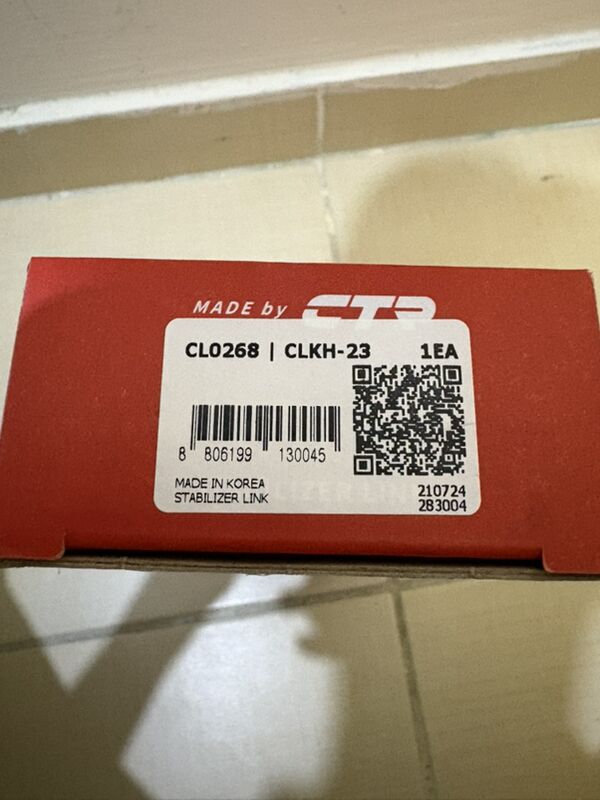 MADE by CTR
CL0268 | CLKH-23 1EA
8 806199 130045
MADE IN KOREA
STABILIZER LINK
210724
283004